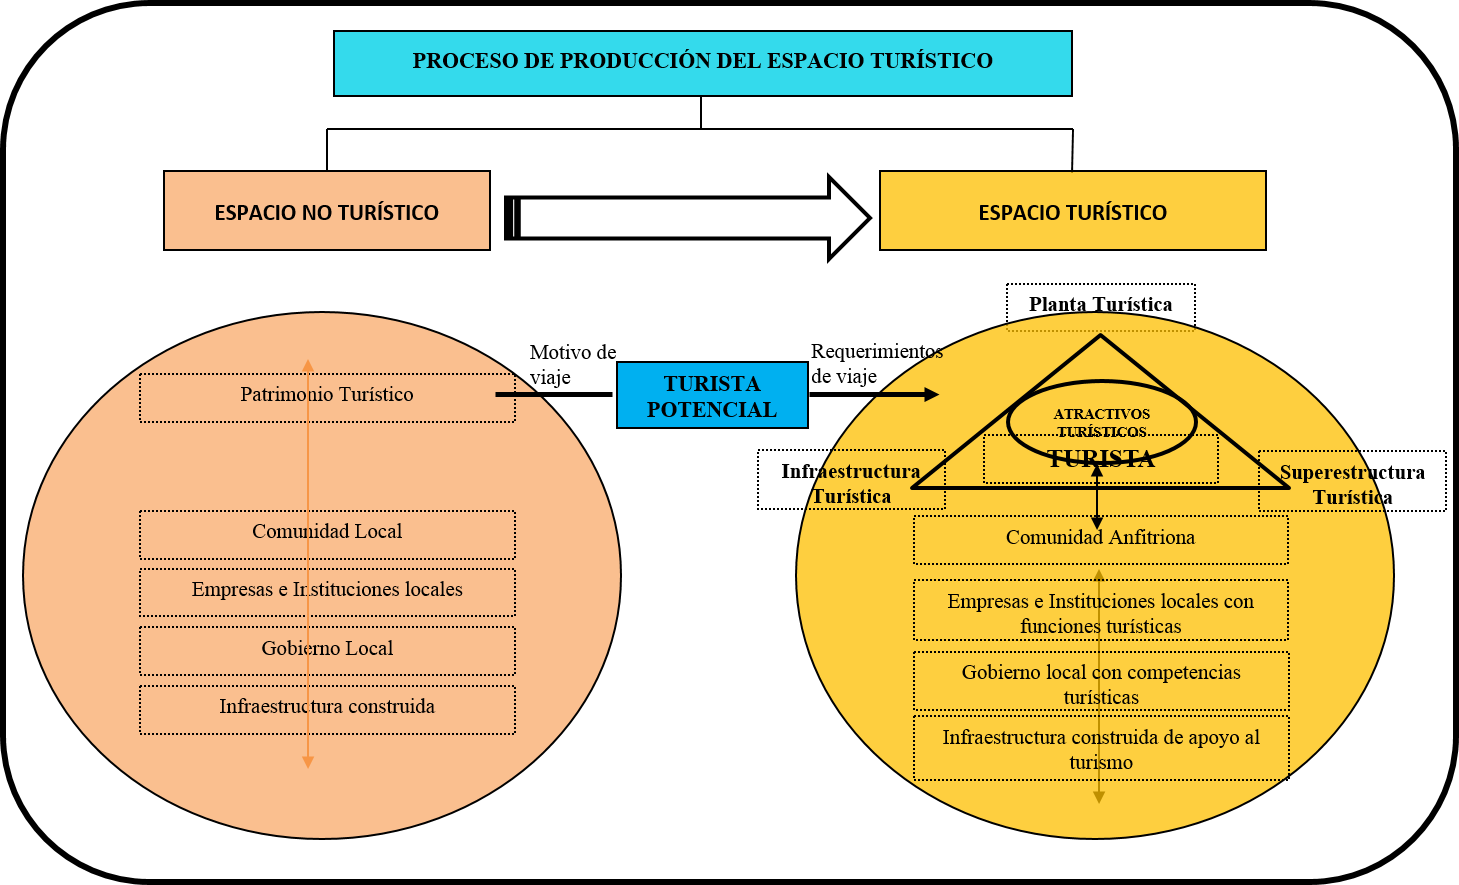 PROCESO DE PRODUCCIÓN DEL ESPACIO TURÍSTICO
ESPACIO NO TURÍSTICO
ESPACIO TURÍSTICO
Patrimonio Turístico
Comunidad Local
Empresas e Instituciones locales
Gobierno Local
Infraestructura construida
Motivo de
viaje
TURISTA
POTENCIAL
Requerimientos
de viaje
Planta Turística
ATRACTIVOS
TURÍSTICOS
TURISTA
Infraestructura
Turística
Superestructura
Turística
Comunidad Anfitriona
Empresas e Instituciones locales con
funciones turísticas
Gobierno local con competencias
turísticas
Infraestructura construida de apoyo al
turismo